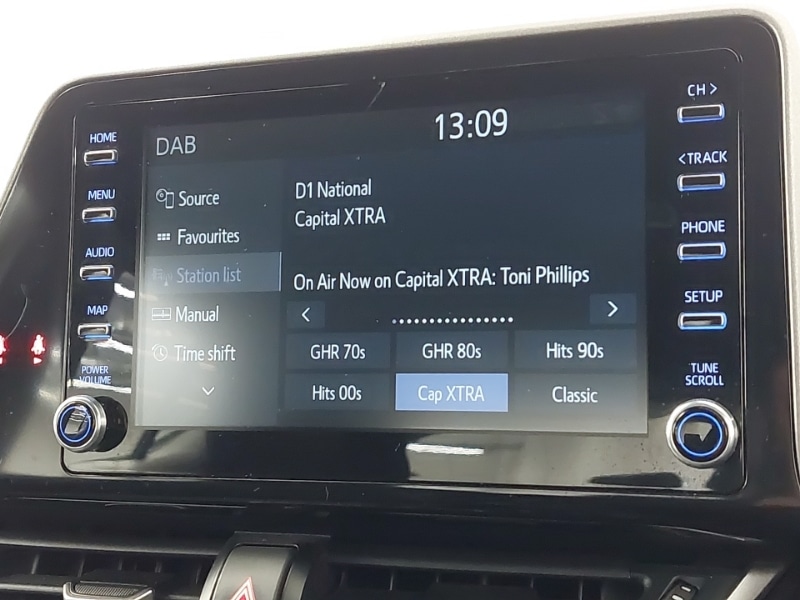 HOME
MENU
AUDIO
MAP
POWER
VOLUME
DAB
13:09
Source
Favourites
Station list
Manual
Time shift
D1 National
Capital XTRA
On Air Now on Capital XTRA: Toni Phillips
GHR 70s GHR 80s Hits 90s
Hits 00s Cap XTRA Classic
CH >
< TRACK
PHONE
SETUP
TUNE
SCROLL